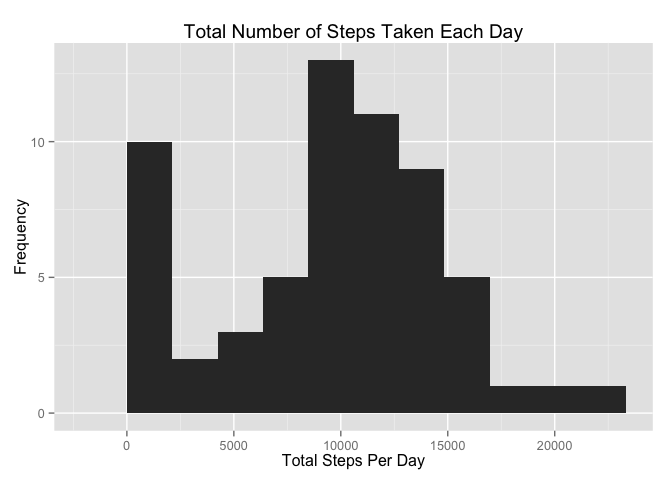 Total Number of Steps Taken Each Day
Frequency
10
5
0
0 5000 10000 15000 20000
Total Steps Per Day